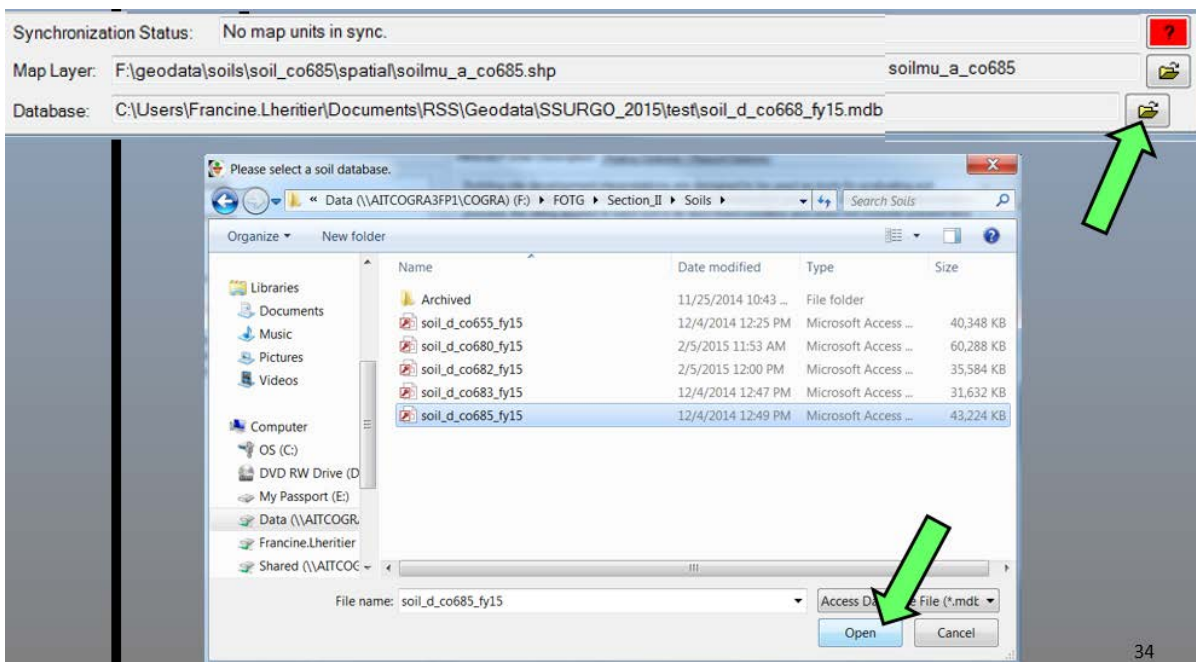 Synchronization Status: No map units in sync. ?
Map Layer: F:\geodata\soils\soil_co685\spatial\soilmu_a_co685.shp soilmu_a_co685
Database: C:\Users\Francine.Lheritier\Documents\RSS\Geodata\SSURGO_2015\test\soil_d_co668_fy15.mdb
Please select a soil database.
« Data (\\AITCOGRA3FP1\COGRA) (F:) FOTG Section_II Soils Search Soils
Organize New folder
Name Date modified Type Size
Libraries
Documents
Music
Pictures
Videos
Computer
OS (C:)
DVD RW Drive (D
My Passport (E:)
Data (\\AITCOGR
Francine.Lheritier
Shared (\\AITCOG
Archived 11/25/2014 10:43 ... File folder
soil_d_co655_fy15 12/4/2014 12:25 PM Microsoft Access ... 40,348 KB
soil_d_co680_fy15 2/5/2015 11:53 AM Microsoft Access ... 60,288 KB
soil_d_co682_fy15 2/5/2015 12:00 PM Microsoft Access ... 35,584 KB
soil_d_co683_fy15 12/4/2014 12:47 PM Microsoft Access ... 31,632 KB
soil_d_co685_fy15 12/4/2014 12:49 PM Microsoft Access ... 43,224 KB
File name: soil_d_co685_fy15 Access Da e File (*.mdb
Open Cancel
34